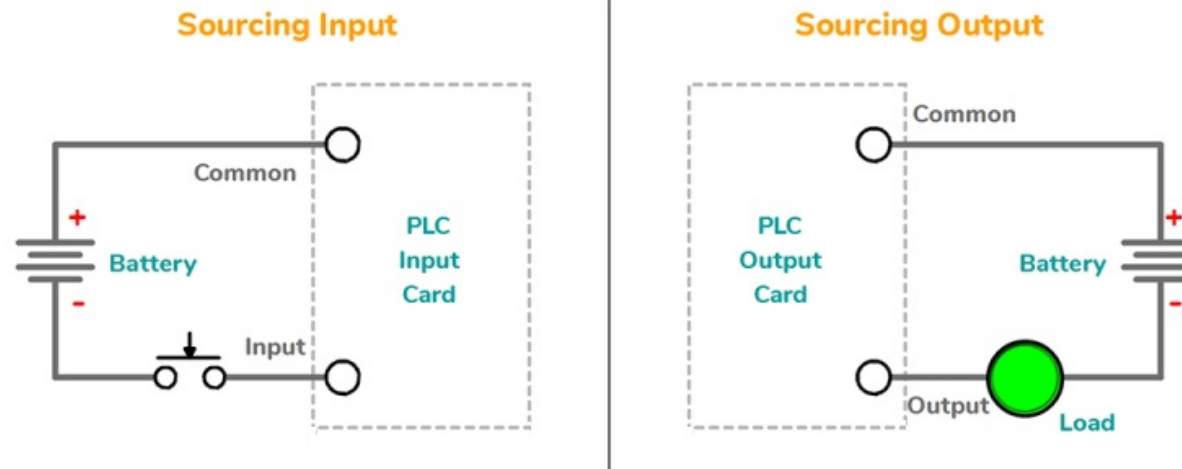 Sourcing Input
Common
+
Battery
-
Input
PLC
Input
Card
Sourcing Output
Common
PLC
Output
Card
+
Battery
-
Output
Load